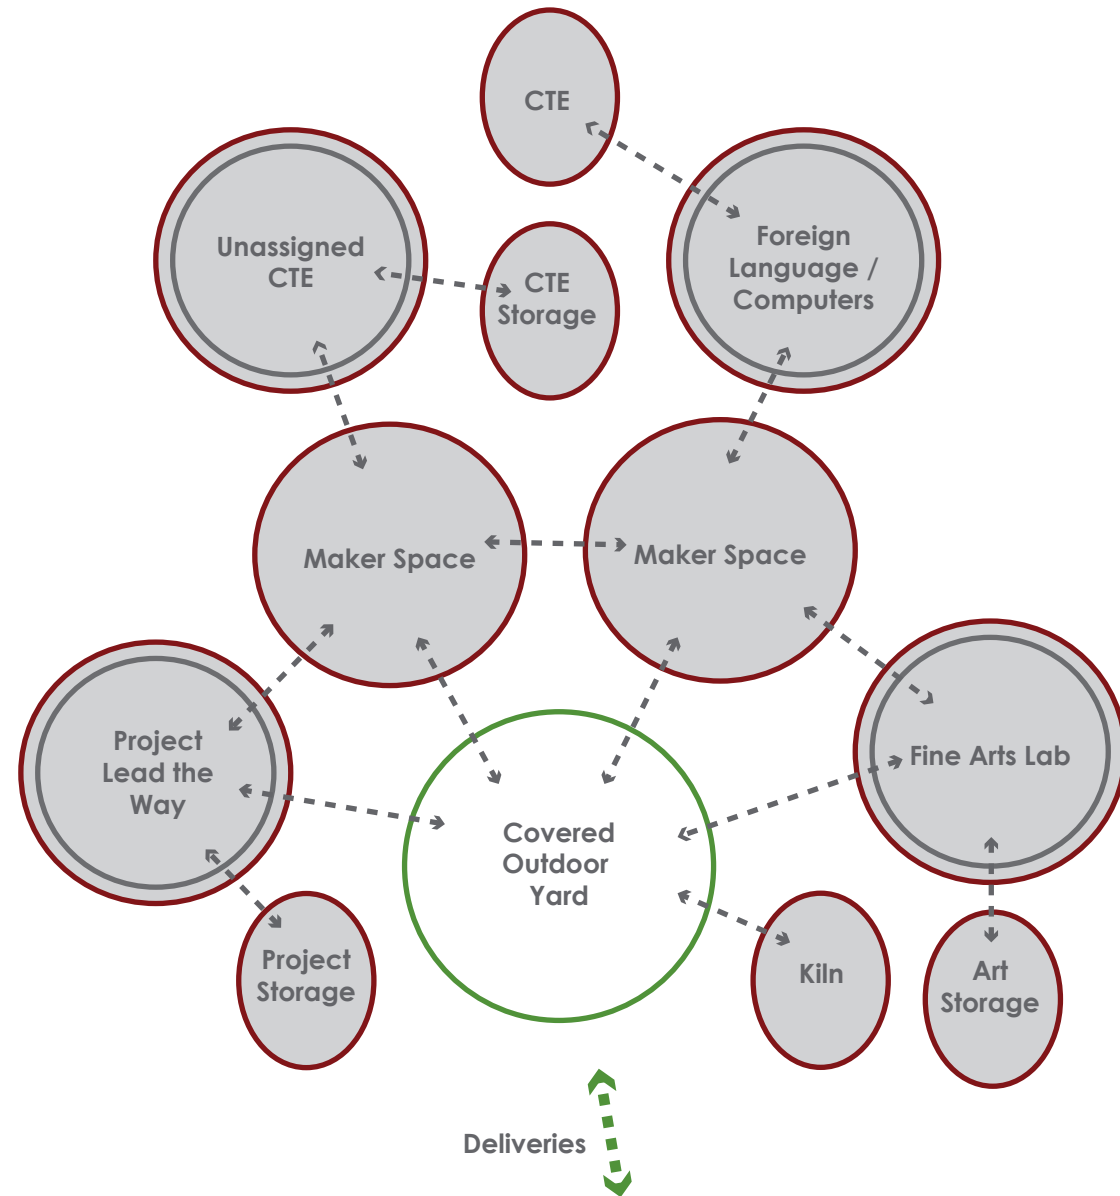 CTE
Unassigned
CTE
Foreign
Language /
Computers
CTE
Storage
Maker Space
Maker Space
Project
Lead the
Way
Fine Arts Lab
Covered
Outdoor
Yard
Project
Storage
Kiln
Art
Storage
Deliveries